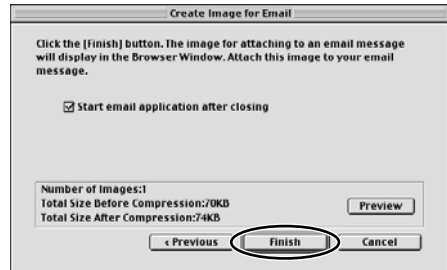 Create Image for Email
Click the [Finish] button. The image for attaching to an email message
will display in the Browser Window. Attach this image to your email
message.
Start email application after closing
Number of Images:1
Total Size Before Compression:70KB
Total Size After Compression:74KB
Preview
‹ Previous Finish Cancel